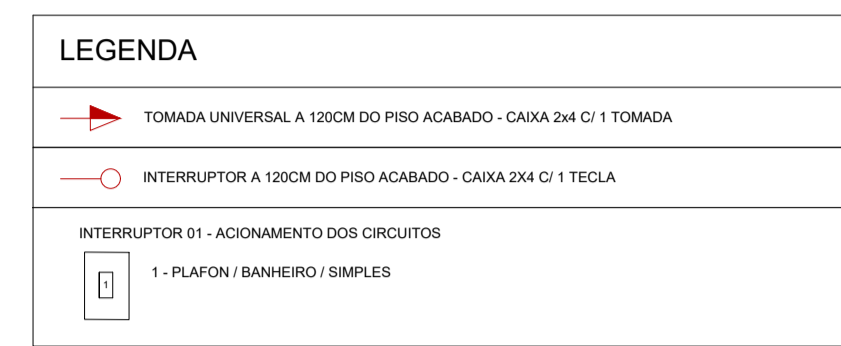 LEGENDA
TOMADA UNIVERSAL A 120CM DO PISO ACABADO - CAIXA 2x4 C/ 1 TOMADA
INTERRUPTOR A 120CM DO PISO ACABADO - CAIXA 2X4 C/ 1 TECLA
INTERRUPTOR 01 - ACIONAMENTO DOS CIRCUITOS
1 - PLAFON / BANHEIRO / SIMPLES
1